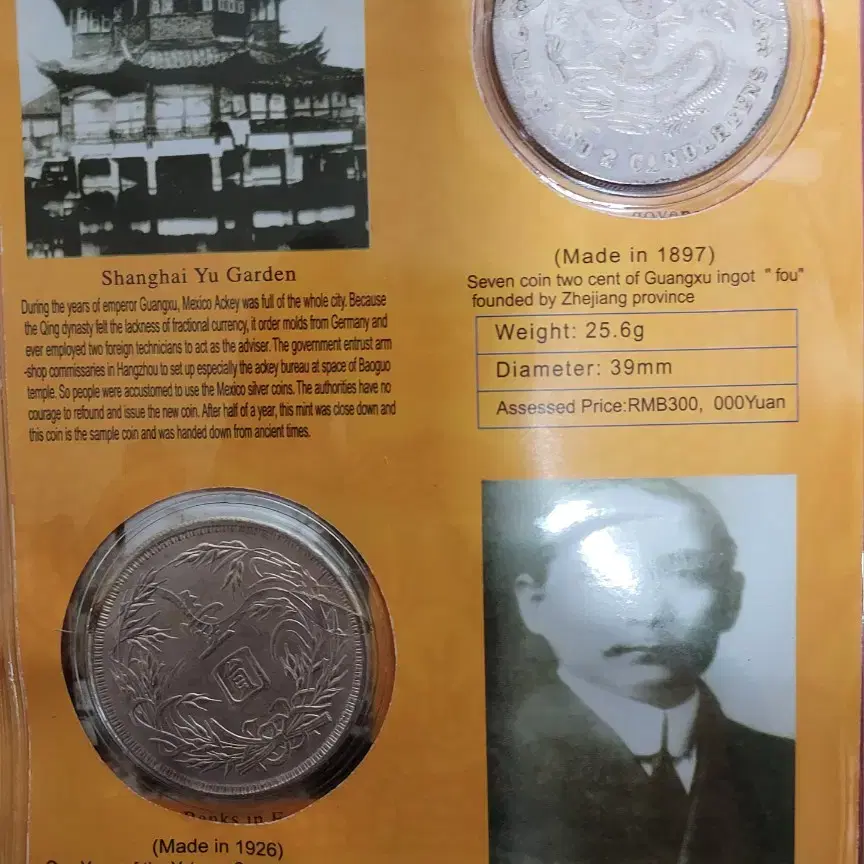 Shanghai Yu Garden
During the years of emperor Guangxu, Mexico Ackey was full of the whole city. Because
the Qing dynasty felt the lackness of fractional currency, it order molds from Germany and
ever employed two foreign technicians to act as the adviser. The government entrust arm
-shop commissaries in Hangzhou to set up especially the ackey bureau at space of Baoguo
temple. So people were accustomed to use the Mexico silver coins. The authorities have no
courage to refound and issue the new coin. After half of a year, this mint was close down and
this coin is the sample coin and was handed down from ancient times.
AND 2 CANDAREENS
(Made in 1897)
Seven coin two cent of Guangxu ingot " fou"
founded by Zhejiang province
Weight: 25.6g
Diameter: 39mm
Assessed Price:RMB300, 000Yuan
Banks in
(Made in 1926)